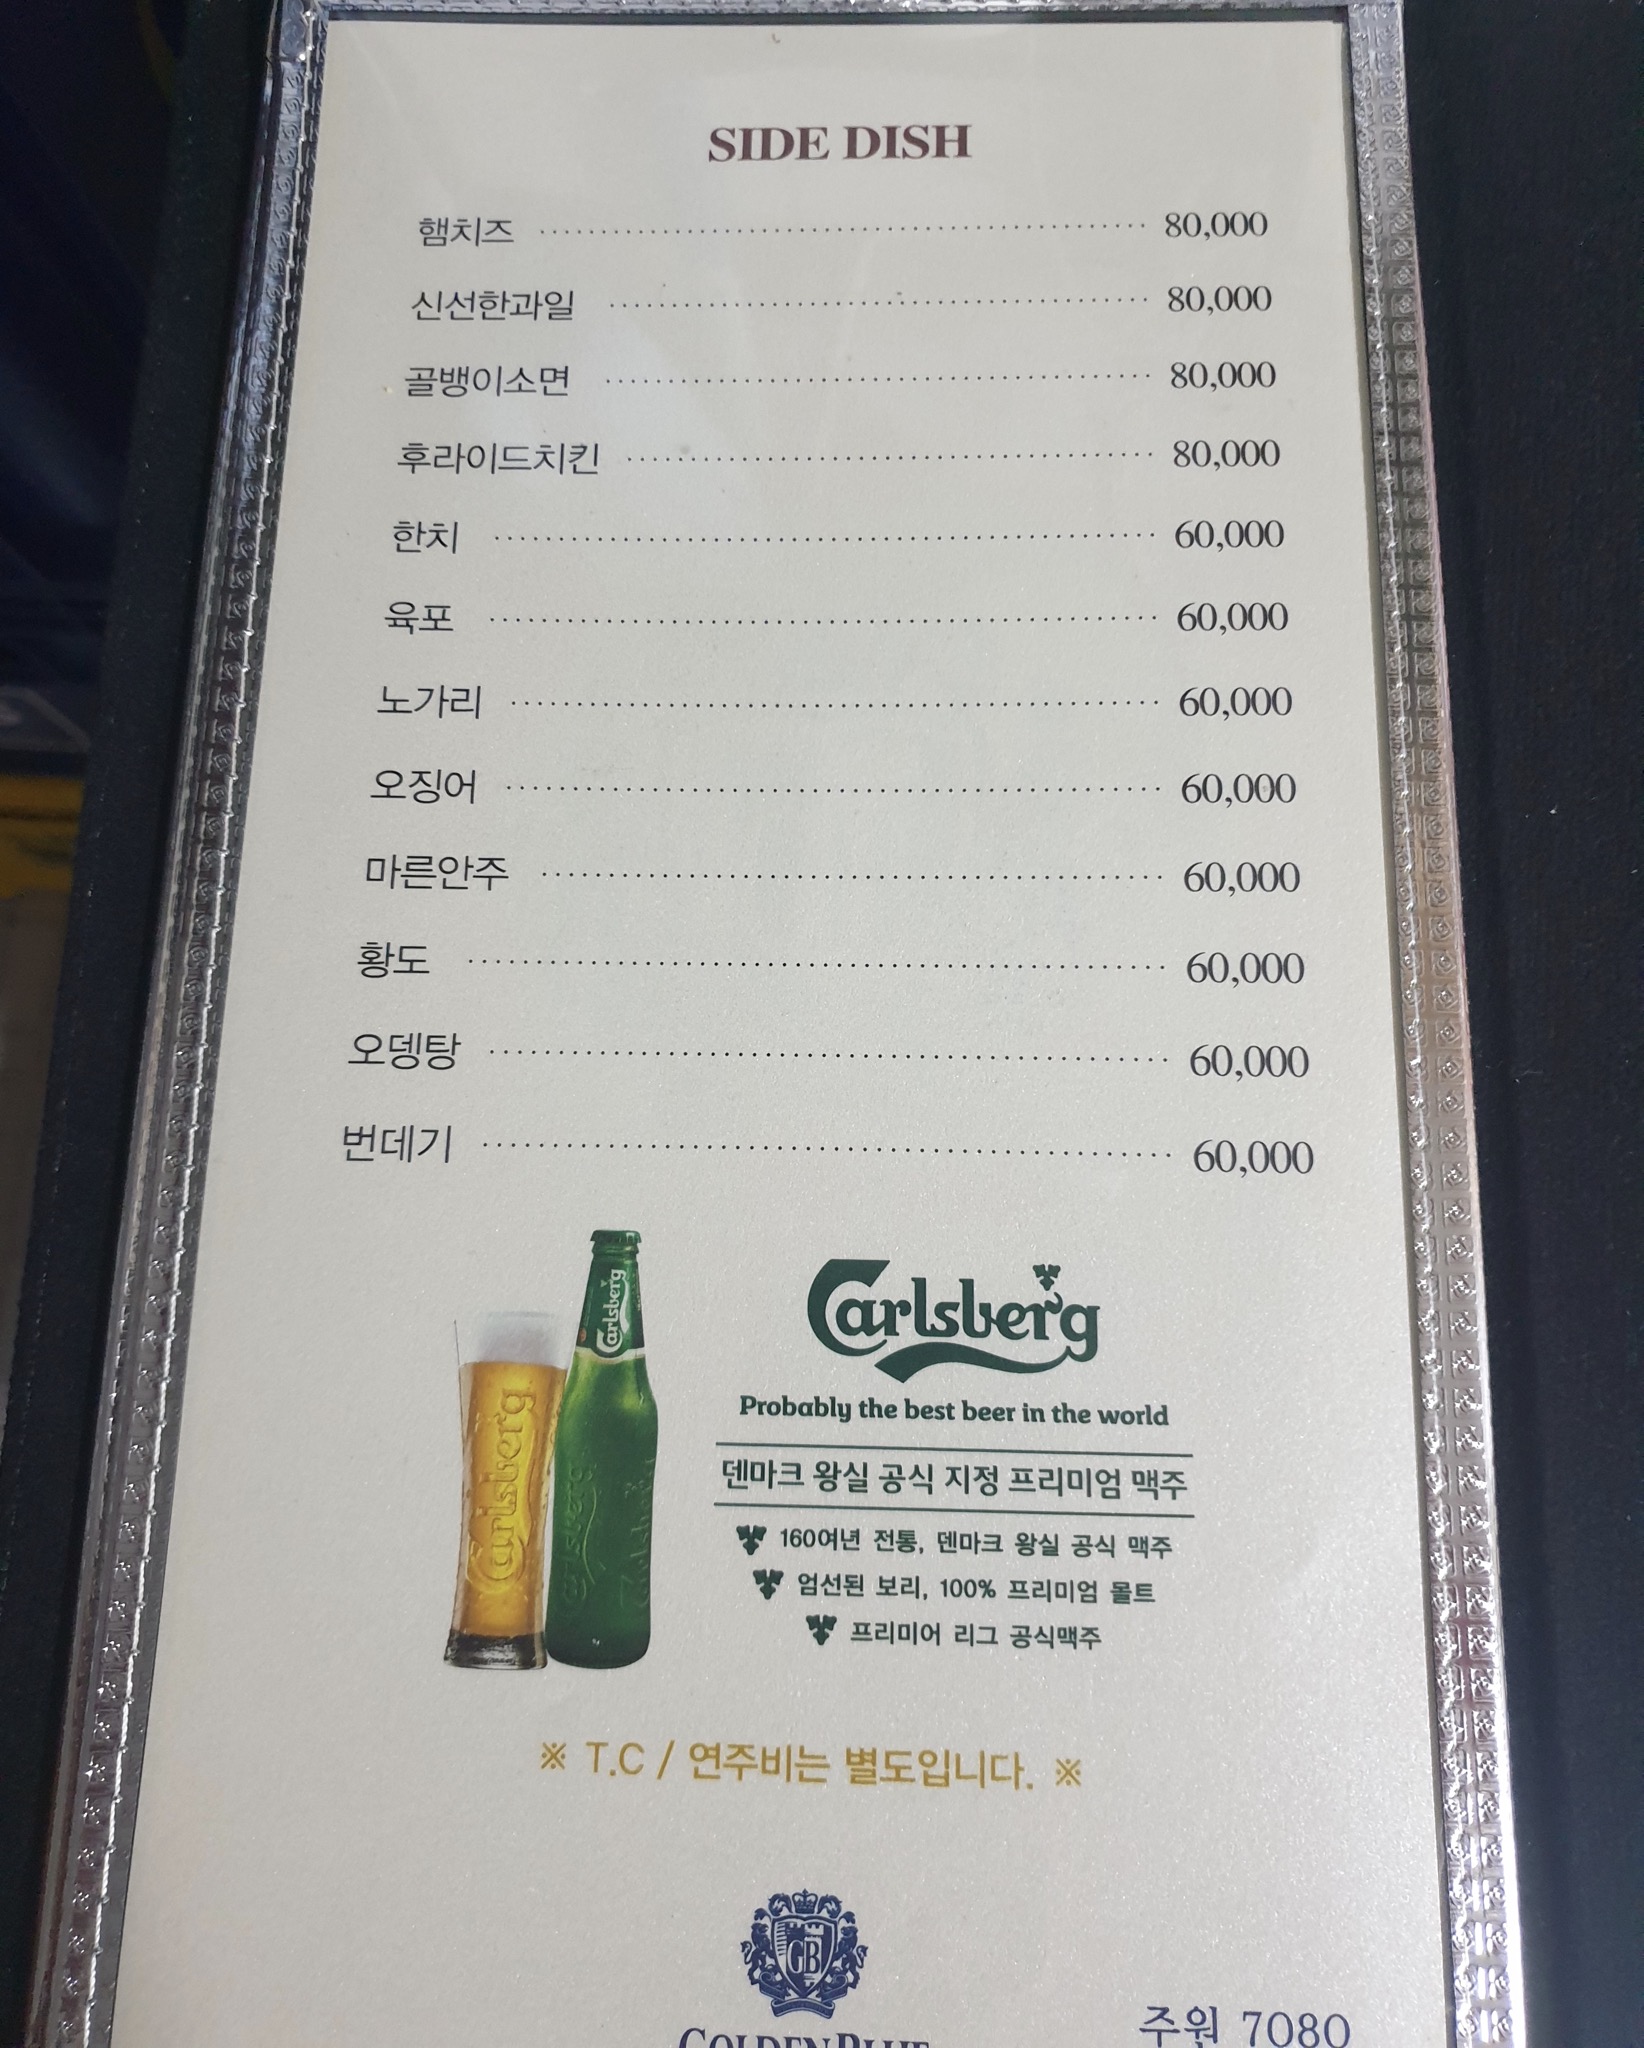 SIDE DISH
햄치즈 80,000
신선한과일 80,000
골뱅이소면 80,000
후라이드치킨 80,000
한치 60,000
육포 60,000
노가리 60,000
오징어 60,000
마른안주 60,000
황도 60,000
오뎅탕 60,000
번데기 60,000
Carlsberg
Carlsberg
Carlsberg
Carlsberg
Probably the best beer in the world
덴마크 왕실 공식 지정 프리미엄 맥주
160여년 전통, 덴마크 왕실 공식 맥주
엄선된 보리, 100% 프리미엄 몰트
프리미어 리그 공식맥주
※ T.C / 연주비는 별도입니다. ※
GB
GOLDEN BLUE
주원 7080